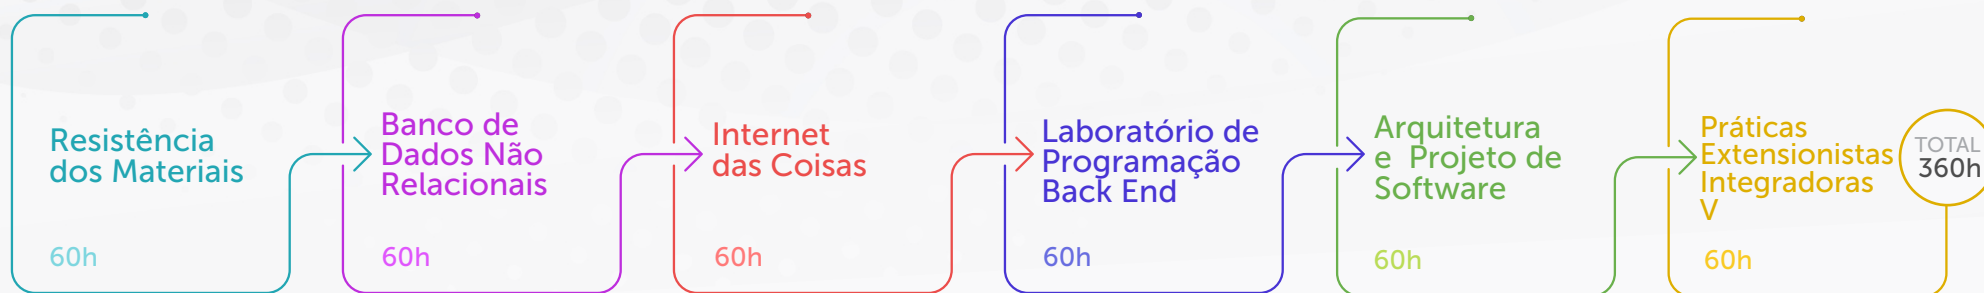 Resistência
dos Materiais
60h
Banco de
Dados Não
Relacionais
60h
Internet
das Coisas
60h
Laboratório de
Programação
Back End
60h
Arquitetura
e Projeto de
Software
60h
Práticas
Extensionistas
Integradoras
V
60h
TOTAL
360h